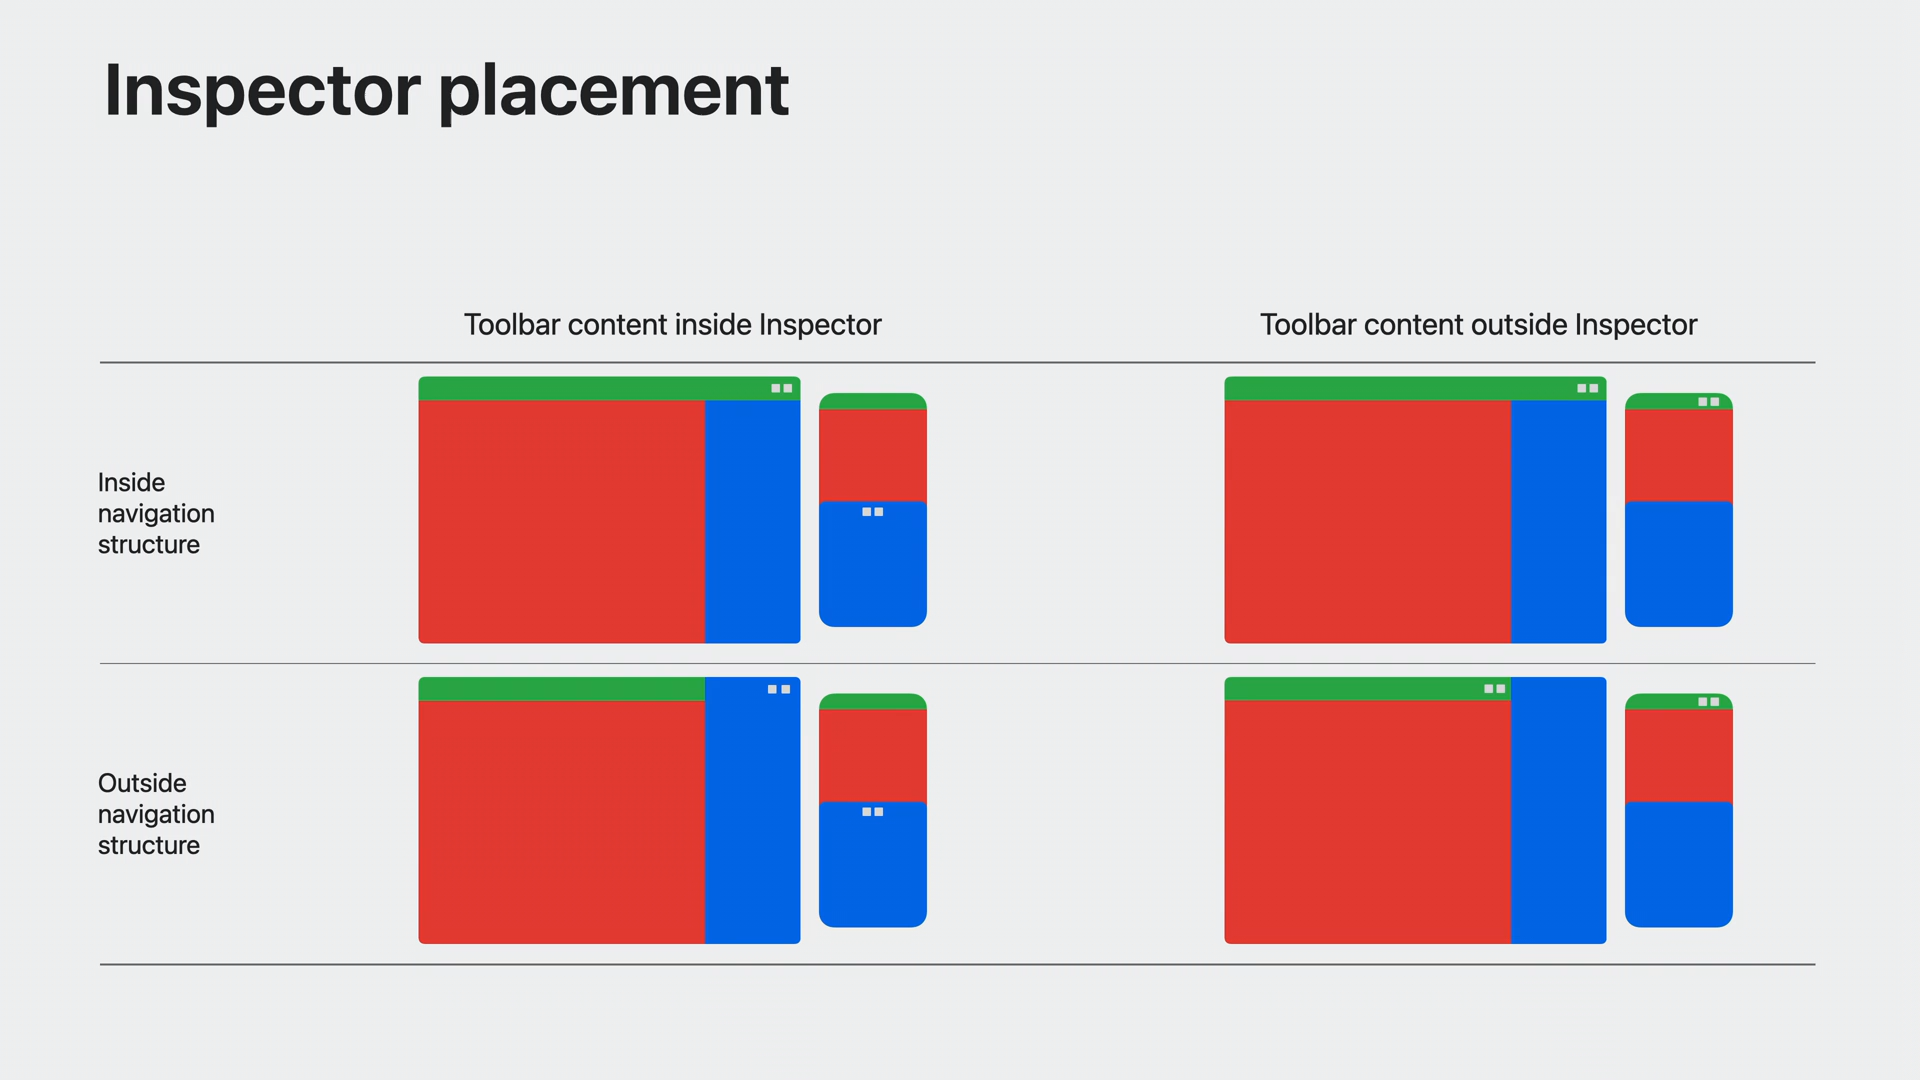 Inspector placement
Toolbar content inside Inspector
Toolbar content outside Inspector
Inside
navigation
structure
Outside
navigation
structure